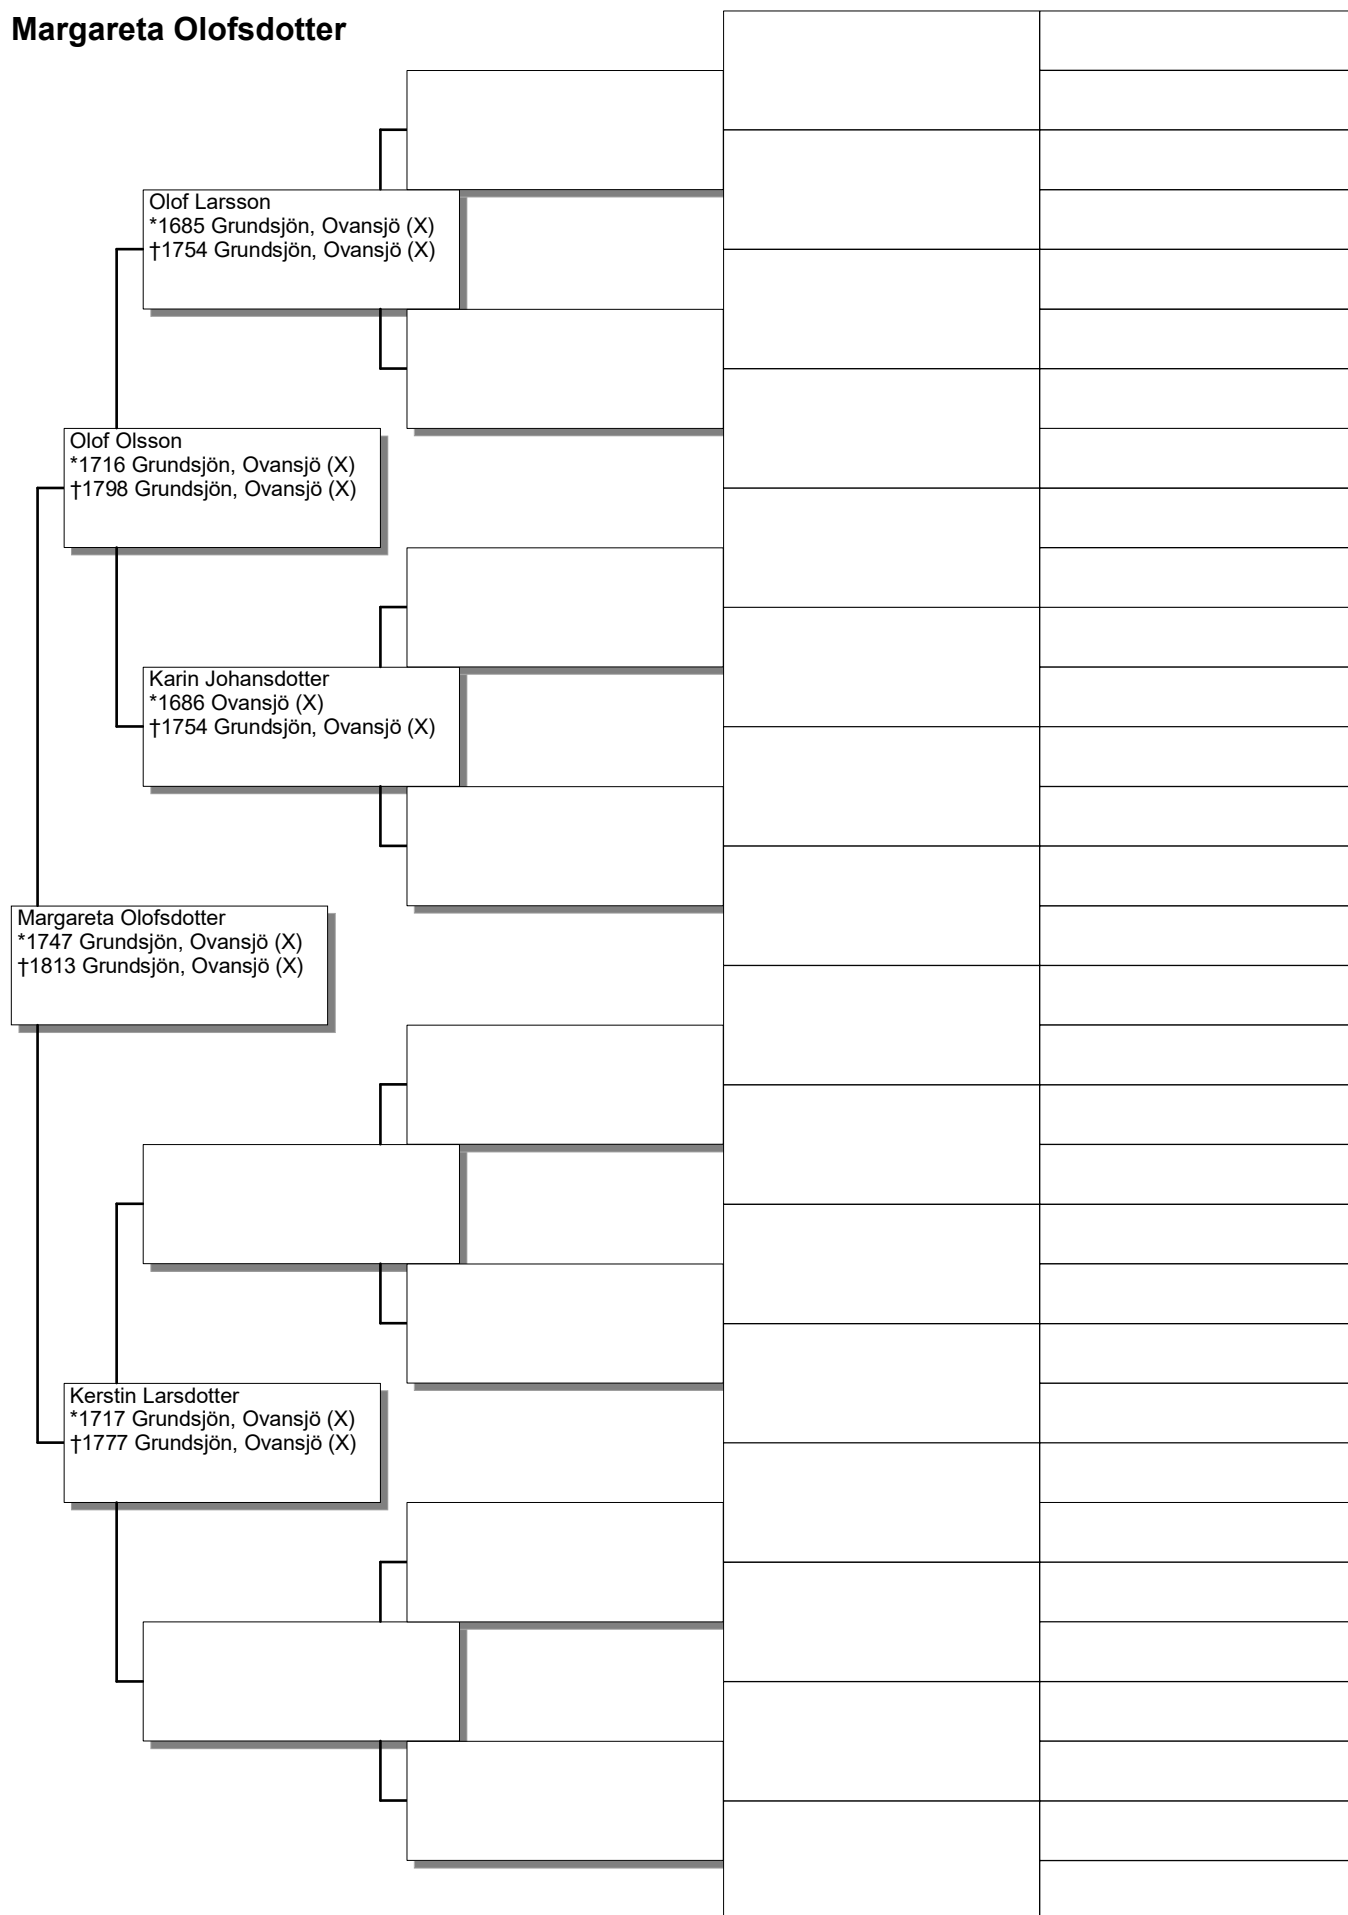 Margareta Olofsdotter
Olof Larsson
*1685 Grundsjön, Ovansjö (X)
†1754 Grundsjön, Ovansjö (X)
Olof Olsson
*1716 Grundsjön, Ovansjö (X)
†1798 Grundsjön, Ovansjö (X)
Karin Johansdotter
*1686 Ovansjö (X)
†1754 Grundsjön, Ovansjö (X)
Margareta Olofsdotter
*1747 Grundsjön, Ovansjö (X)
†1813 Grundsjön, Ovansjö (X)
Kerstin Larsdotter
*1717 Grundsjön, Ovansjö (X)
†1777 Grundsjön, Ovansjö (X)